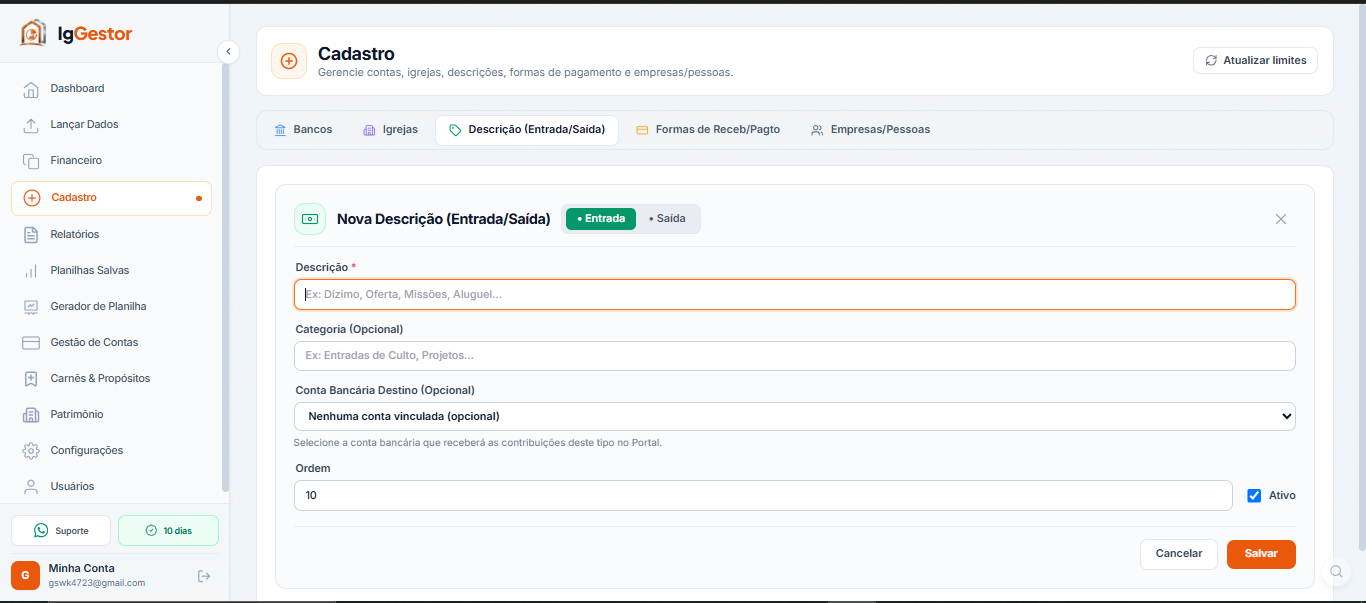 IgGestor
Dashboard
Lançar Dados
Financeiro
Cadastro
Relatórios
Planilhas Salvas
Gerador de Planilha
Gestão de Contas
Carnês & Propósitos
Patrimônio
Configurações
Usuários
Suporte
10 dias
G
Minha Conta
gswk4723@gmail.com
Cadastro
Gerencie contas, igrejas, descrições, formas de pagamento e empresas/pessoas.
Atualizar limites
Bancos Igrejas Descrição (Entrada/Saída) Formas de Receb/Pagto Empresas/Pessoas
Nova Descrição (Entrada/Saída) • Entrada • Saída
Descrição *
Ex: Dízimo, Oferta, Missões, Aluguel...
Categoria (Opcional)
Ex: Entradas de Culto, Projetos...
Conta Bancária Destino (Opcional)
Nenhuma conta vinculada (opcional)
Selecione a conta bancária que receberá as contribuições deste tipo no Portal.
Ordem
10
Ativo
Cancelar Salvar